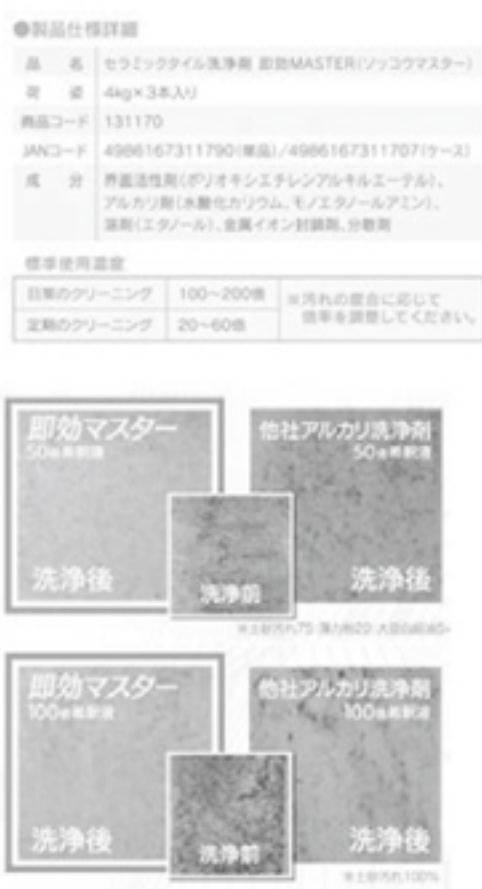 ●製品仕様詳細
品 名 セラミックタイル洗浄剤 即効MASTER(ソッコウマスター)
荷 姿 4kg×3本入り
商品コード 131170
JANコード 4986167311790(単品)/4986167311707(ケース)
成 分 界面活性剤(ポリオキシエチレンアルキルエーテル)、
アルカリ剤(水酸化カリウム、モノエタノールアミン)、
溶剤(エタノール)、金属イオン封鎖剤、分散剤
標準使用濃度
日常のクリーニング 100〜200倍
定期のクリーニング 20〜60倍
※汚れの度合に応じて
倍率を調整してください。
即効マスター
50倍希釈液
洗浄後
洗浄前
他社アルカリ洗浄剤
50倍希釈液
洗浄後
即効マスター
100倍希釈液
洗浄後
洗浄前
他社アルカリ洗浄剤
100倍希釈液
洗浄後
※土砂汚れ100%